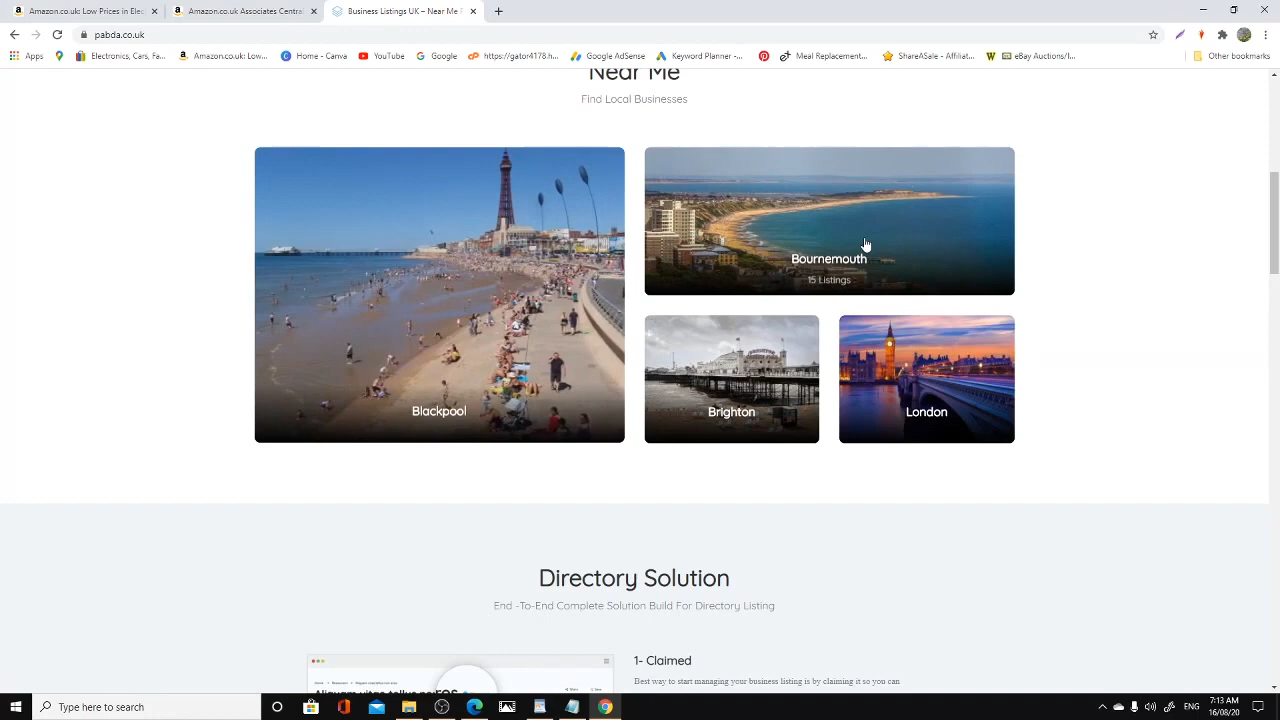 Amazon.co.uk Low Prices in Elec
Amazon.co.uk Associates Central
Business Listings UK – Near Me F
pabda.co.uk
Apps
Electronics, Cars, Fa...
Amazon.co.uk: Low...
Home - Canva
YouTube
Google
https://gator4178.h...
Google AdSense
Keyword Planner -...
Meal Replacement...
ShareASale - Affiliat...
eBay Auctions/I...
Other bookmarks
Near Me
Find Local Businesses
Bournemouth
15 Listings
Blackpool
Brighton
London
Directory Solution
End -To-End Complete Solution Build For Directory Listing
1- Claimed
Best way to start managing your business listing is by claiming it so you can
Type here to search
ENG
7:13 AM
16/08/20